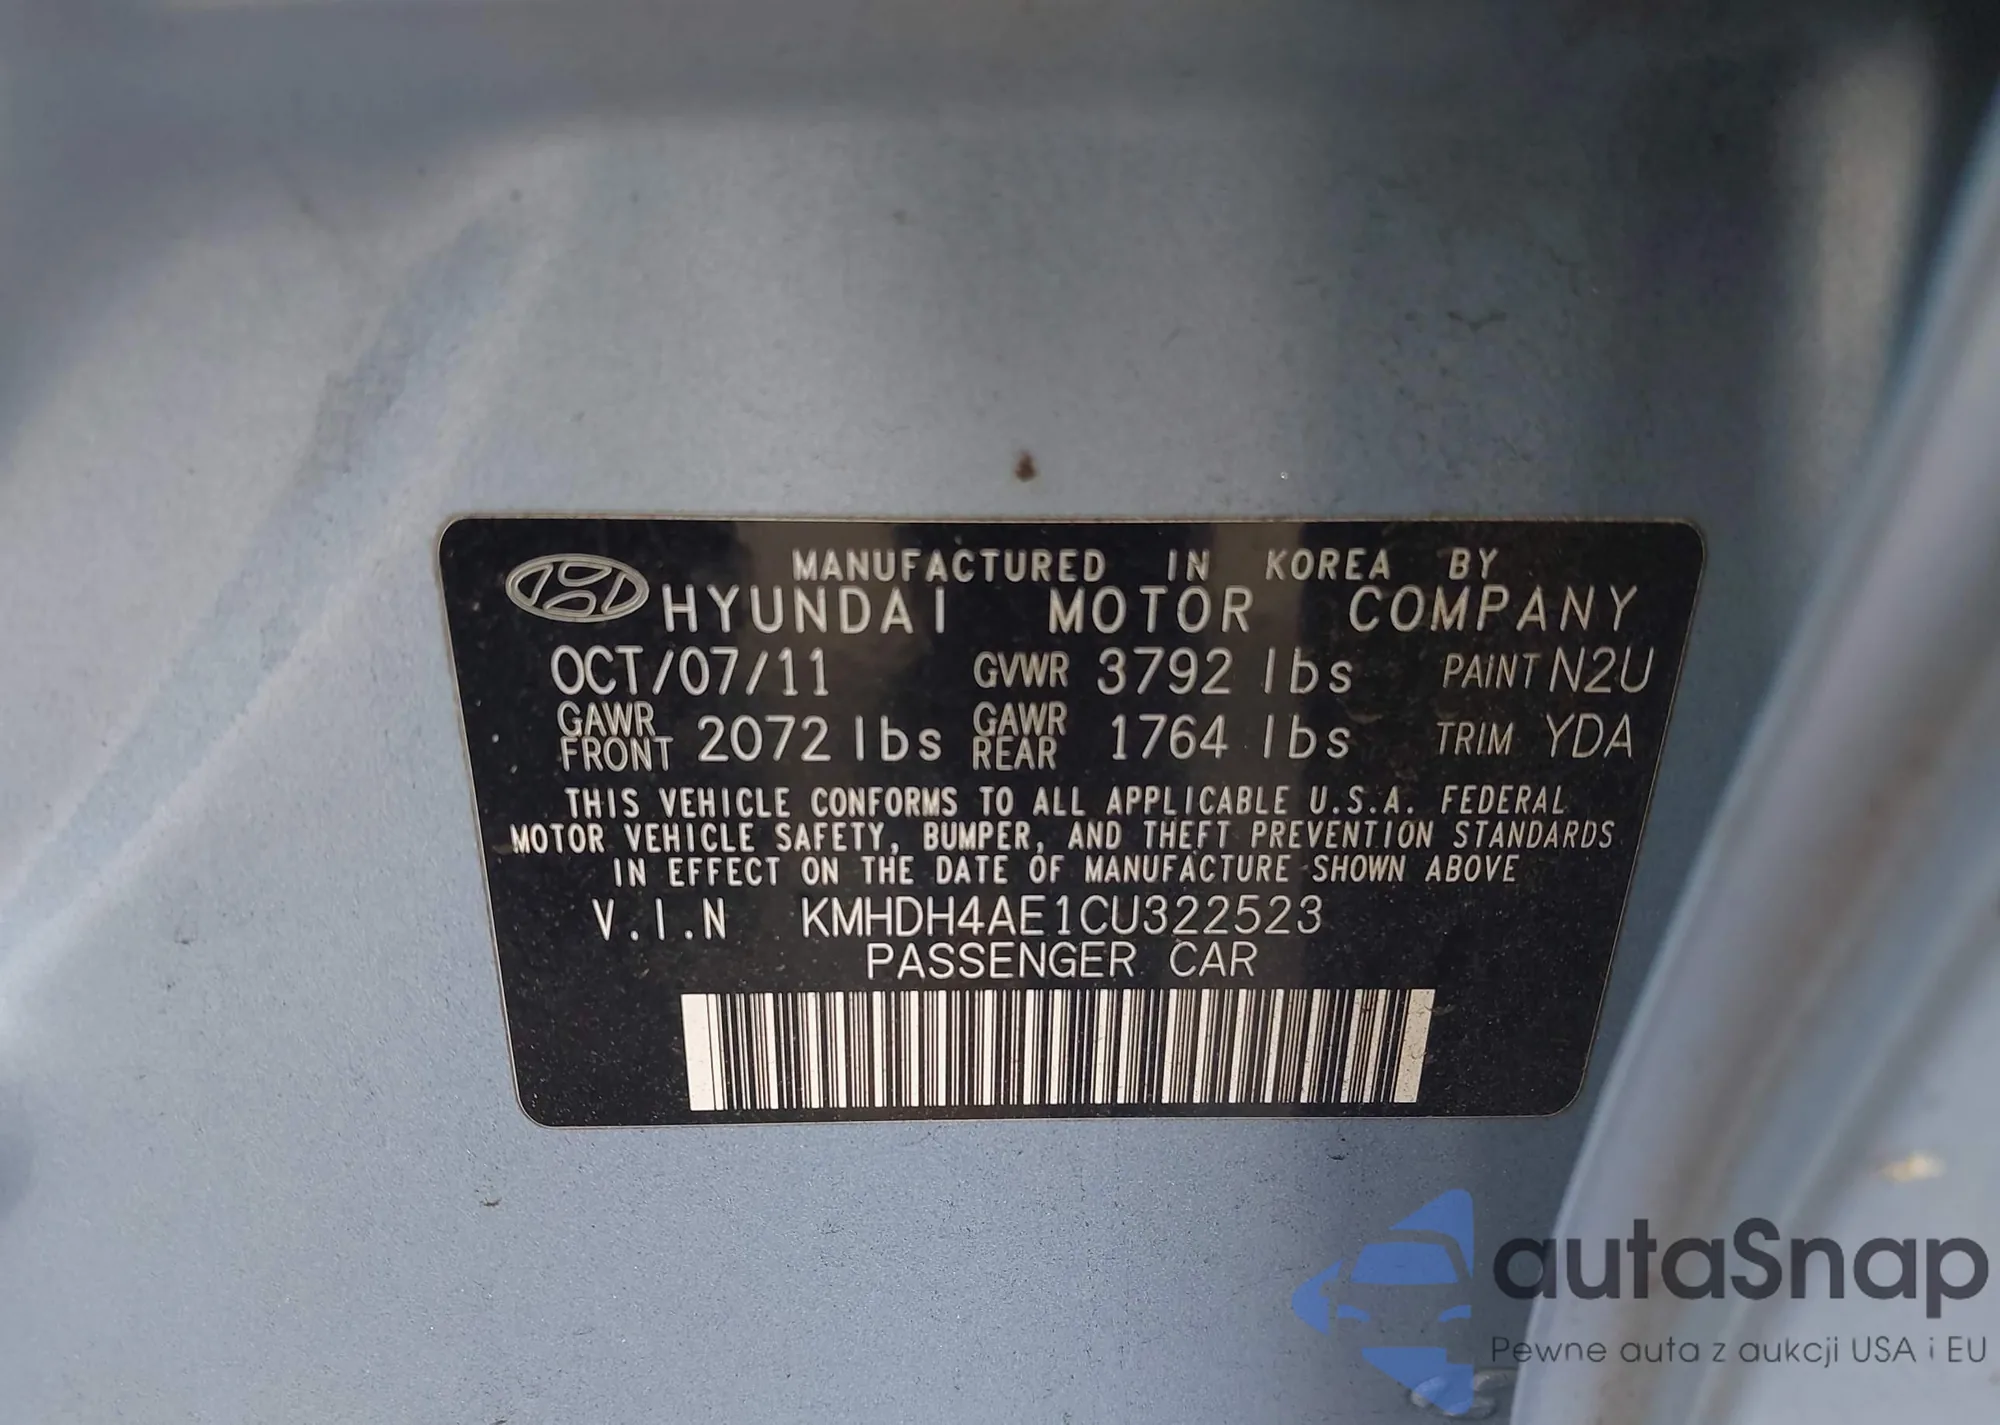 MANUFACTURED IN KOREA BY
HYUNDAI MOTOR COMPANY
OCT/07/11 GVWR 3792 lbs PAINT N2U
GAWR FRONT 2072 lbs GAWR REAR 1764 lbs TRIM YDA
THIS VEHICLE CONFORMS TO ALL APPLICABLE U.S.A. FEDERAL
MOTOR VEHICLE SAFETY, BUMPER, AND THEFT PREVENTION STANDARDS
IN EFFECT ON THE DATE OF MANUFACTURE SHOWN ABOVE
V.I.N KMHDH4AE1CU322523
PASSENGER CAR
autaSnap
Pewne auta z aukcji USA i EU